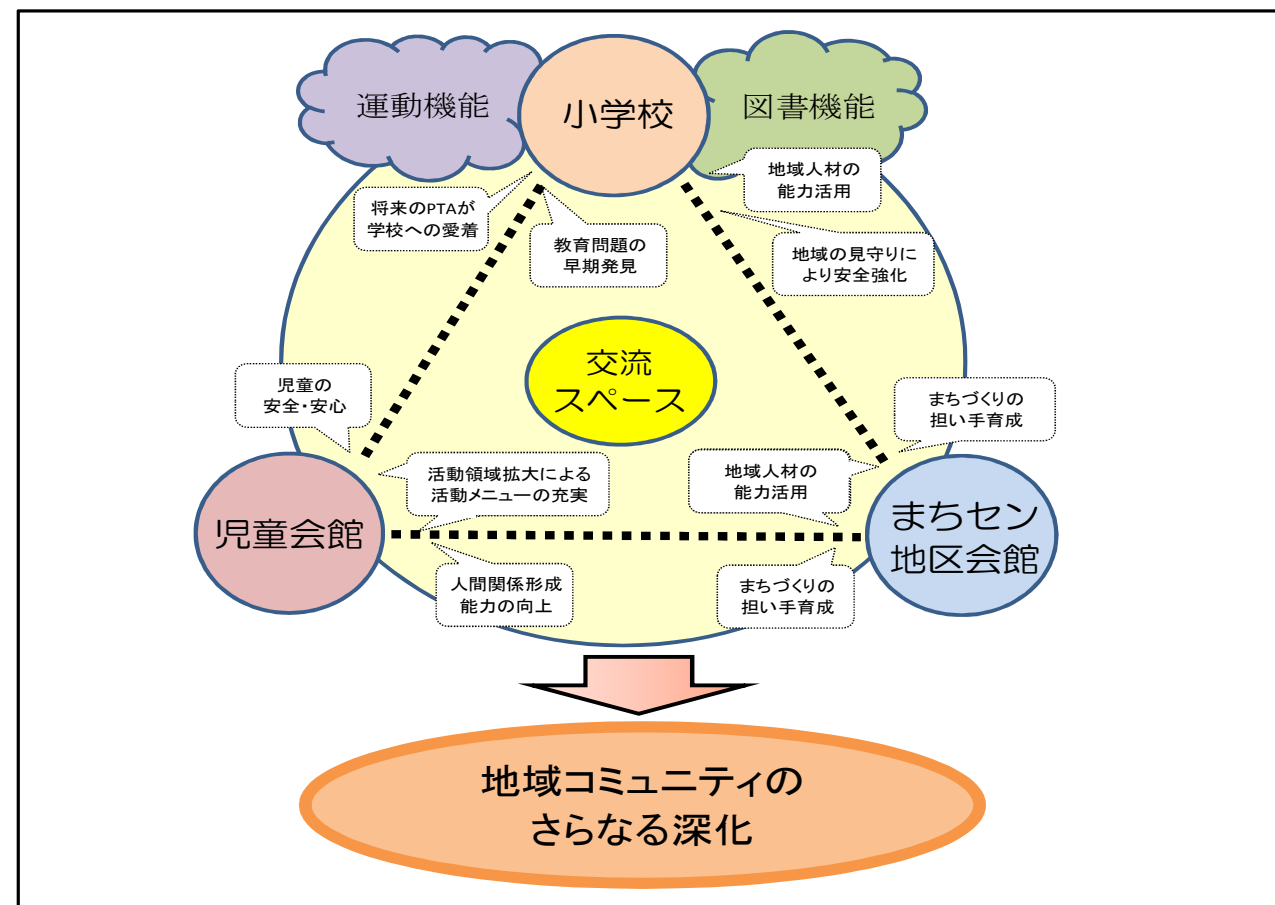 運動機能
小学校
図書機能
地域人材の
能力活用
将来のPTAが
学校への愛着
教育問題の
早期発見
地域の見守りに
より安全強化
交流
スペース
児童の
安全・安心
まちづくりの
担い手育成
活動領域拡大による
活動メニューの充実
地域人材の
能力活用
児童会館
まちセン
地区会館
人間関係形成
能力の向上
まちづくりの
担い手育成
地域コミュニティの
さらなる深化